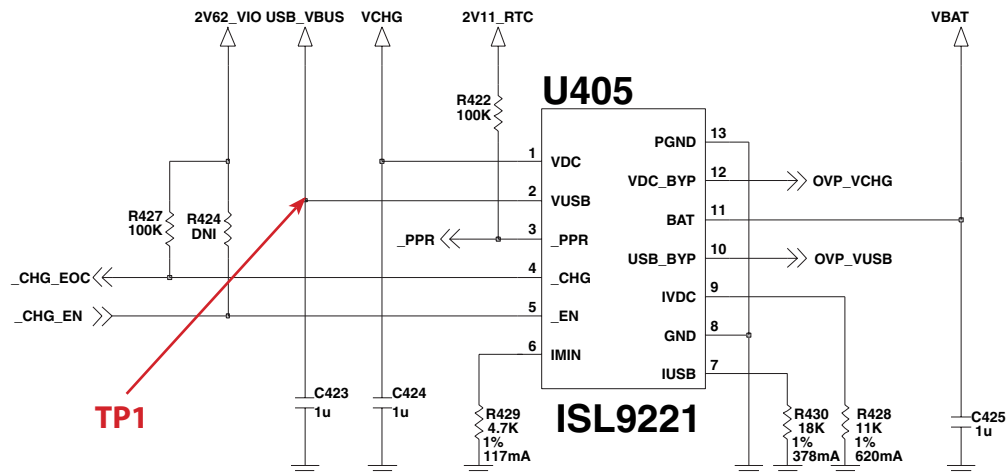 2V62_VIO USB_VBUS VCHG 2V11_RTC VBAT
R422
100K
U405
1 VDC
2 VUSB
3 _PPR
4 _CHG
5 _EN
6 IMIN
PGND 13
VDC_BYP 12
BAT 11
USB_BYP 10
IVDC 9
GND 8
IUSB 7
OVP_VCHG
OVP_VUSB
R427
100K
R424
DNI
_PPR
_CHG_EOC
_CHG_EN
TP1
C423
1u
C424
1u
R429
4.7K
1%
117mA
ISL9221
R430
18K
1%
378mA
R428
11K
1%
620mA
C425
1u